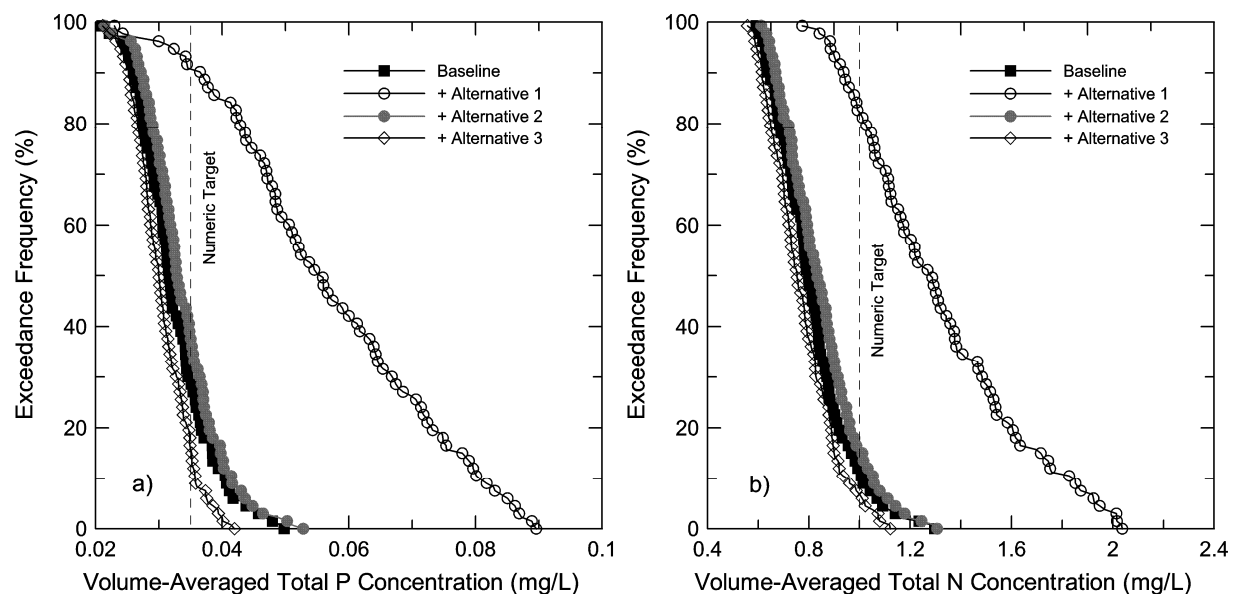 100
80
60
40
20
0
Exceedance Frequency (%)
Baseline
+ Alternative 1
+ Alternative 2
+ Alternative 3
Numeric Target
a)
0.02
0.04
0.06
0.08
0.1
Volume-Averaged Total P Concentration (mg/L)
100
80
60
40
20
0
Exceedance Frequency (%)
Baseline
+ Alternative 1
+ Alternative 2
+ Alternative 3
Numeric Target
b)
0.4
0.8
1.2
1.6
2
2.4
Volume-Averaged Total N Concentration (mg/L)